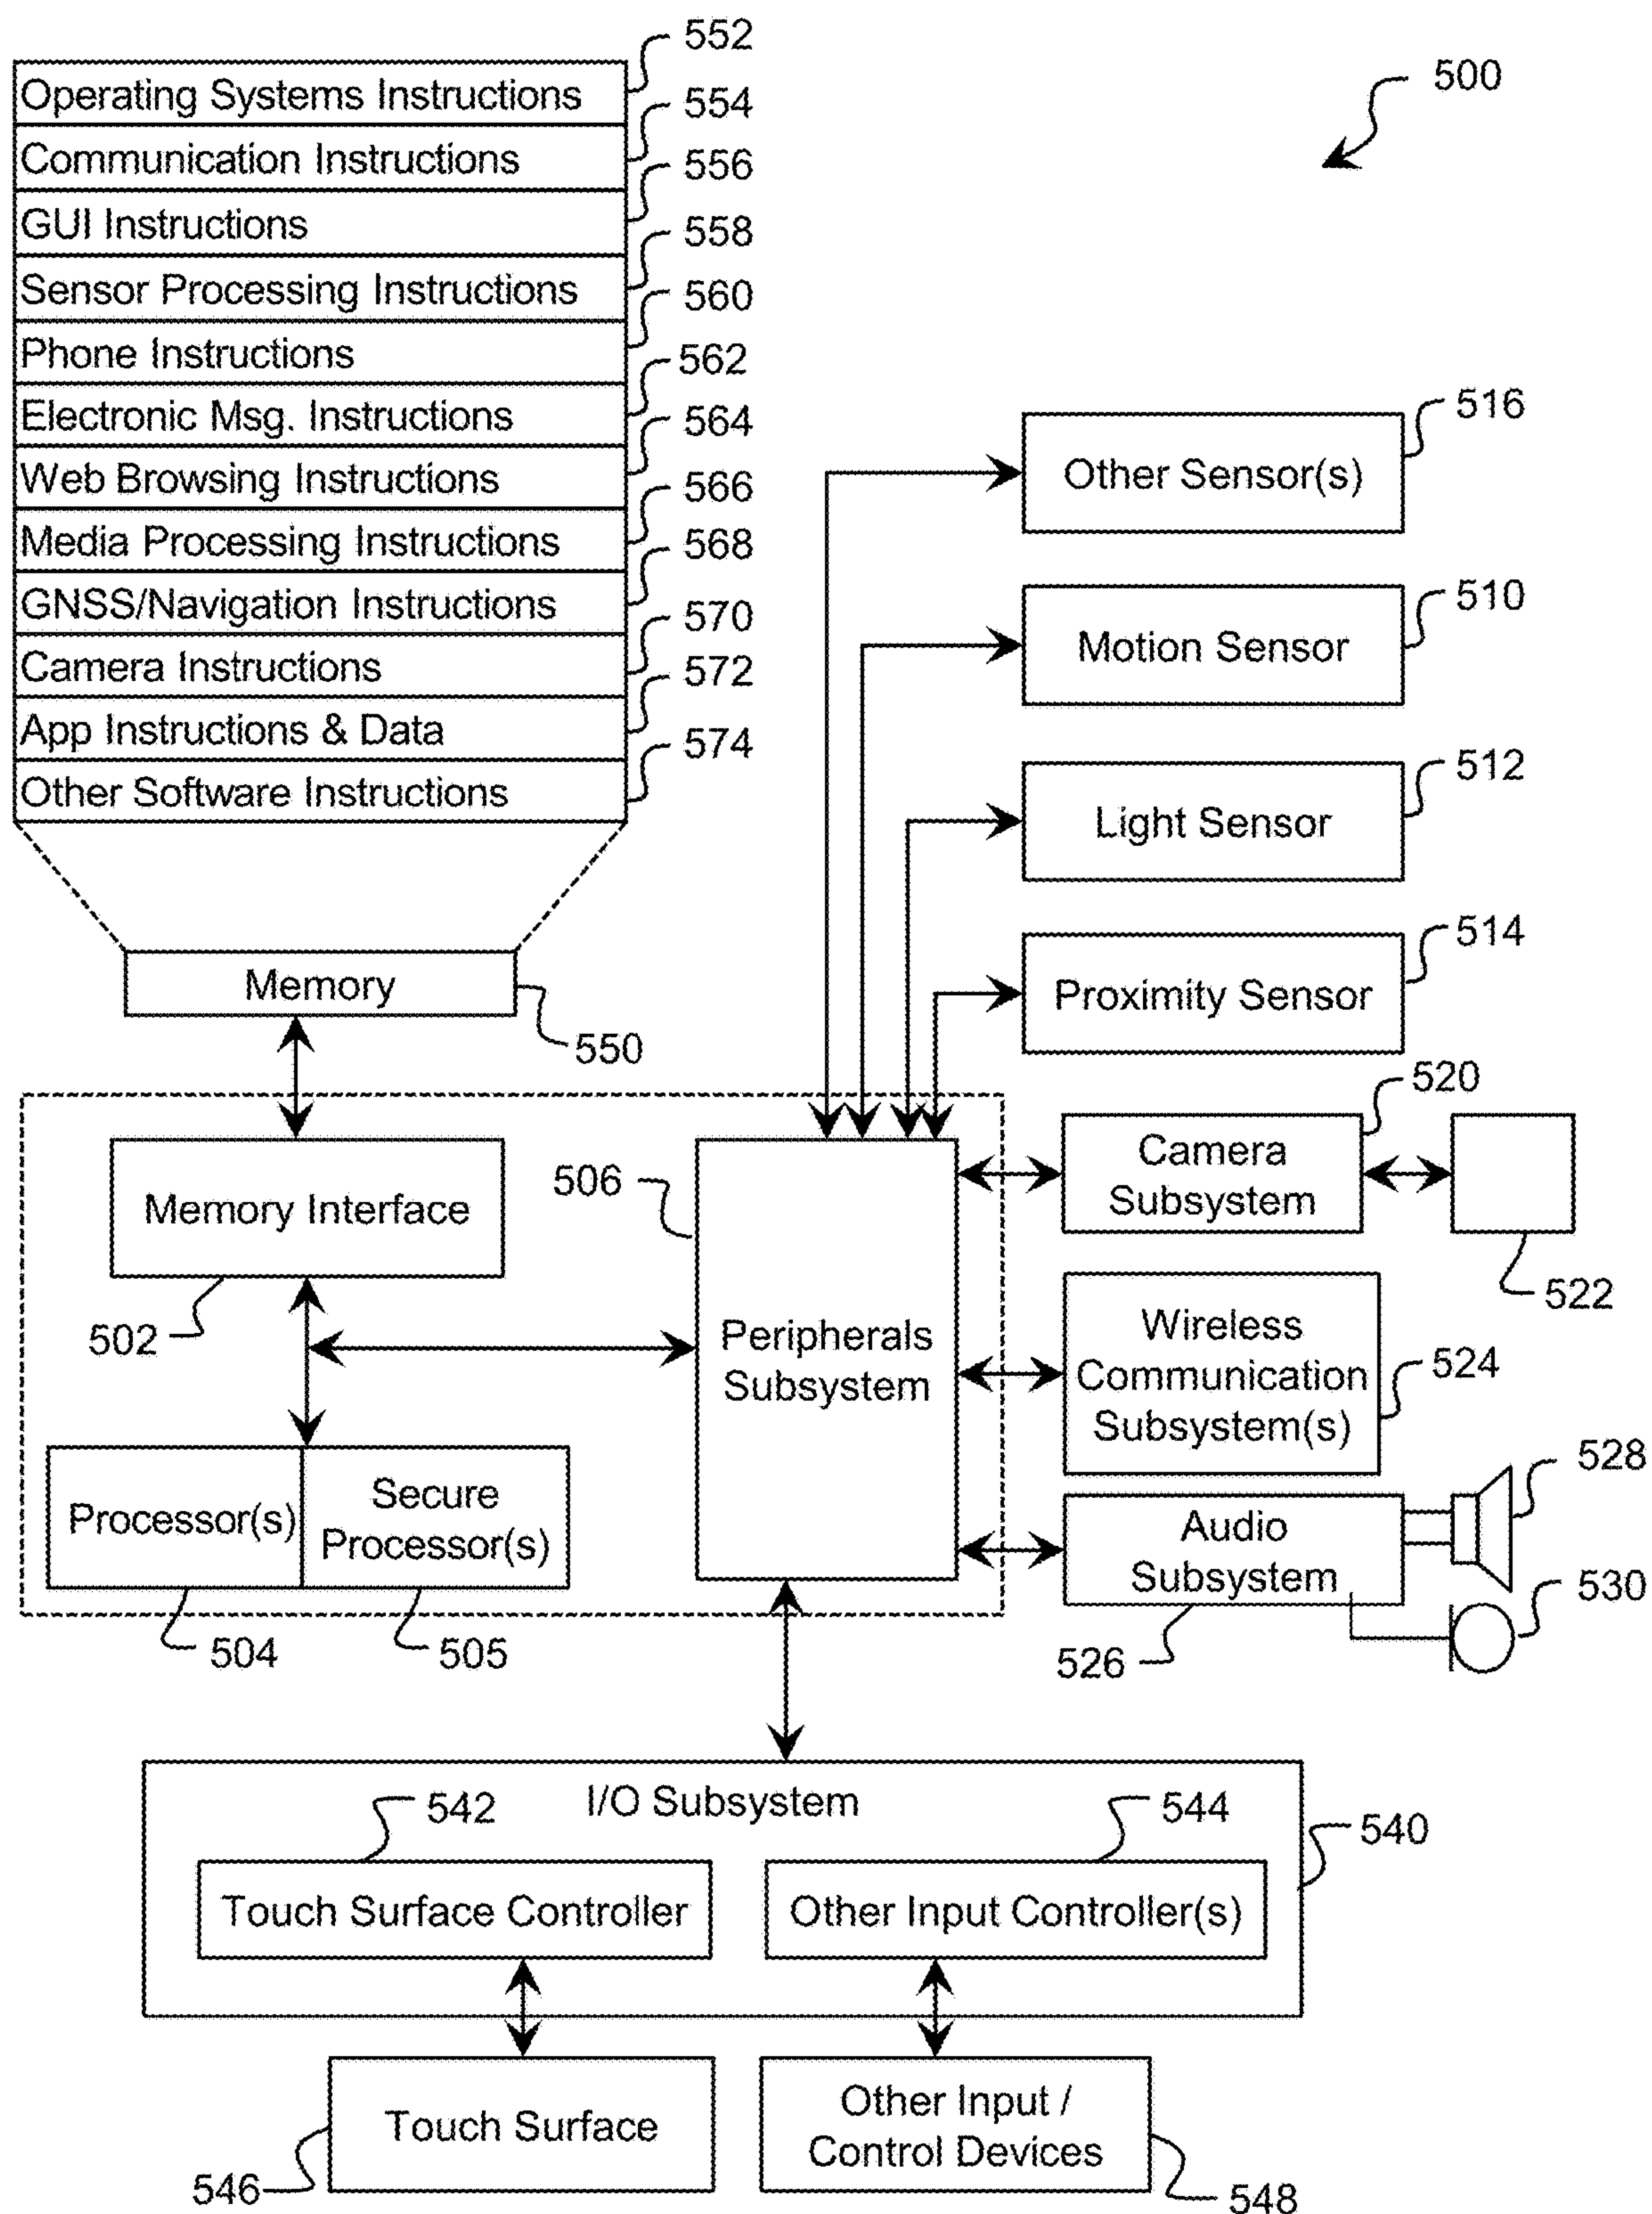 552
Operating Systems Instructions
554
Communication Instructions
556
GUI Instructions
558
Sensor Processing Instructions
560
Phone Instructions
562
Electronic Msg. Instructions
564
Web Browsing Instructions
566
Media Processing Instructions
568
GNSS/Navigation Instructions
570
Camera Instructions
572
App Instructions & Data
574
Other Software Instructions
Memory
550
500
516
Other Sensor(s)
510
Motion Sensor
512
Light Sensor
514
Proximity Sensor
Memory Interface
502
506
Peripherals
Subsystem
520
Camera
Subsystem
522
Wireless
Communication
Subsystem(s)
524
Processor(s)
504
Secure
Processor(s)
505
Audio
Subsystem
526
528
530
I/O Subsystem
540
542
Touch Surface Controller
544
Other Input Controller(s)
Touch Surface
546
Other Input /
Control Devices
548